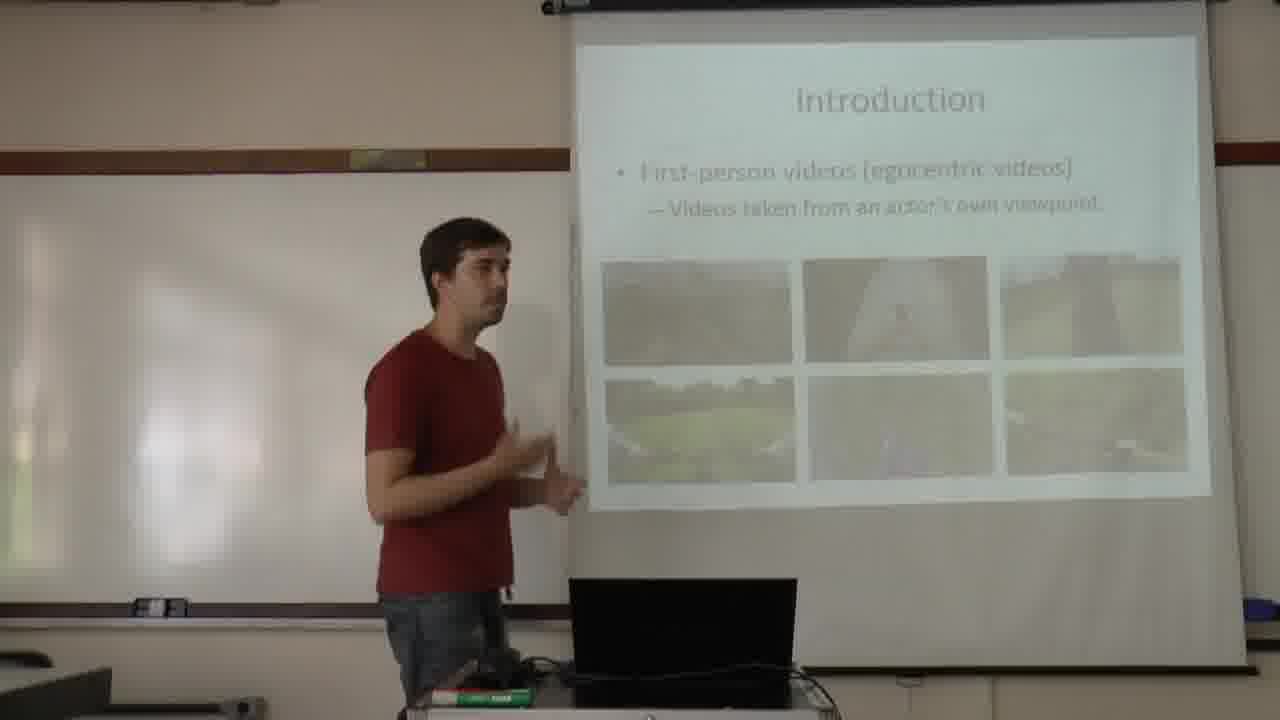 Introduction
• First-person videos (egocentric videos)
– Videos taken from an actor's own viewpoint.